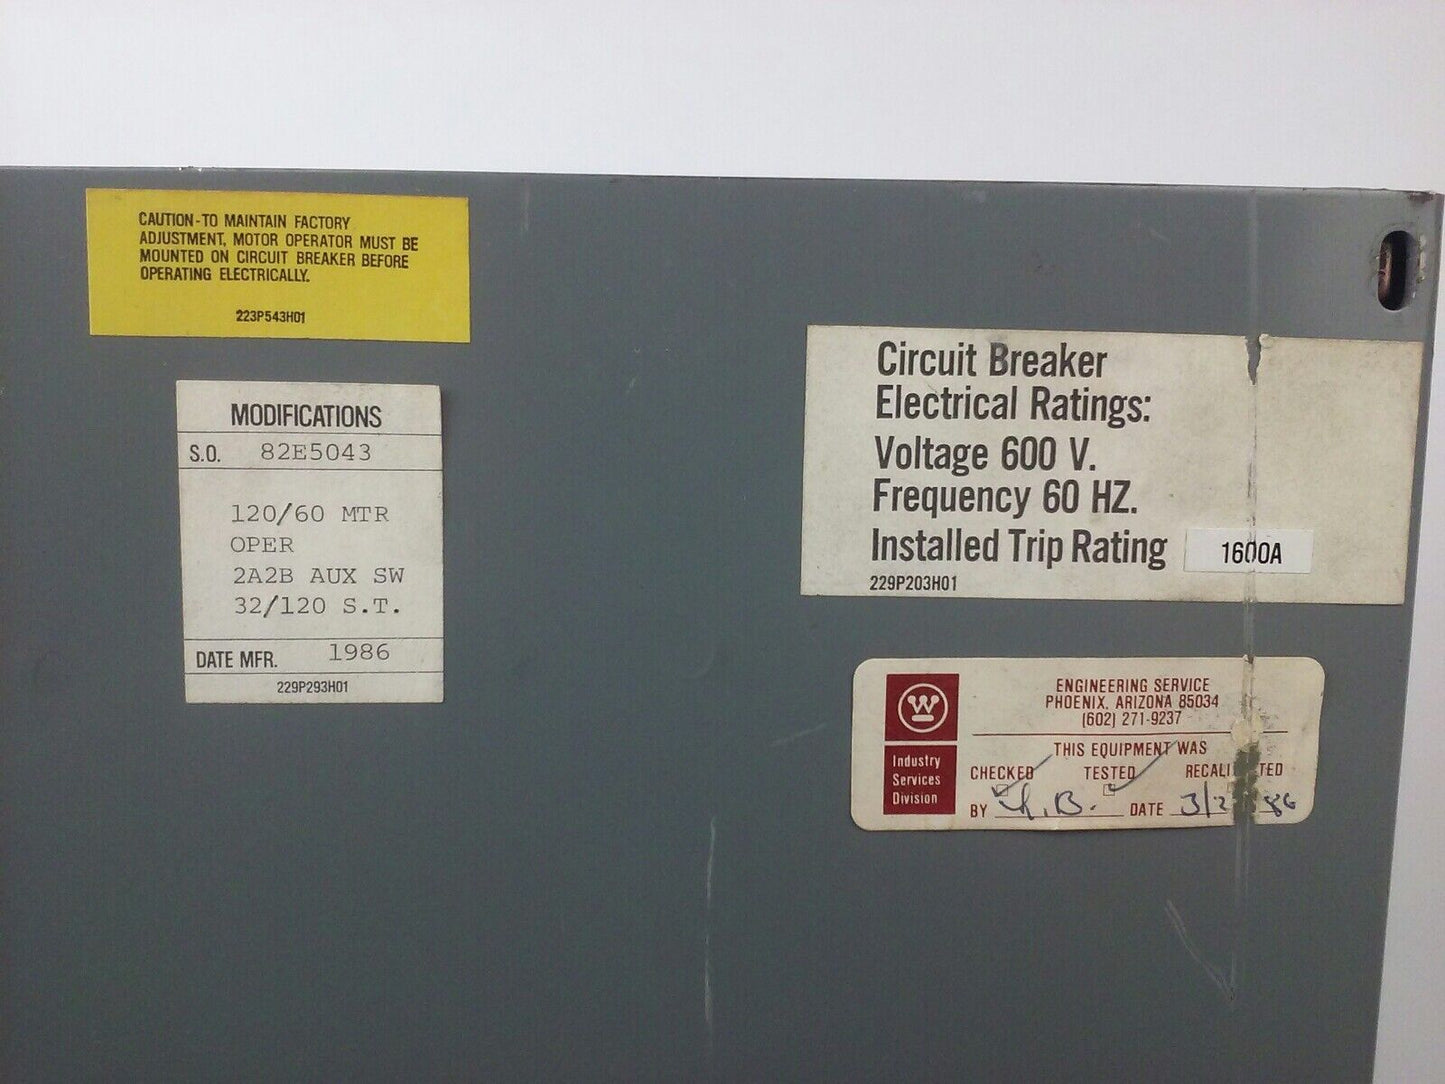 CAUTION-TO MAINTAIN FACTORY
ADJUSTMENT, MOTOR OPERATOR MUST BE
MOUNTED ON CIRCUIT BREAKER BEFORE
OPERATING ELECTRICALLY.
223P543H01
MODIFICATIONS
S.O. 82E5043
120/60 MTR
OPER
2A2B AUX SW
32/120 S.T.
DATE MFR. 1986
229P293H01
Circuit Breaker
Electrical Ratings:
Voltage 600 V.
Frequency 60 HZ.
Installed Trip Rating 1600A
229P203H01
W
Industry
Services
Division
ENGINEERING SERVICE
PHOENIX, ARIZONA 85034
(602) 271-9237
THIS EQUIPMENT WAS
CHECKED TESTED
BY DATE